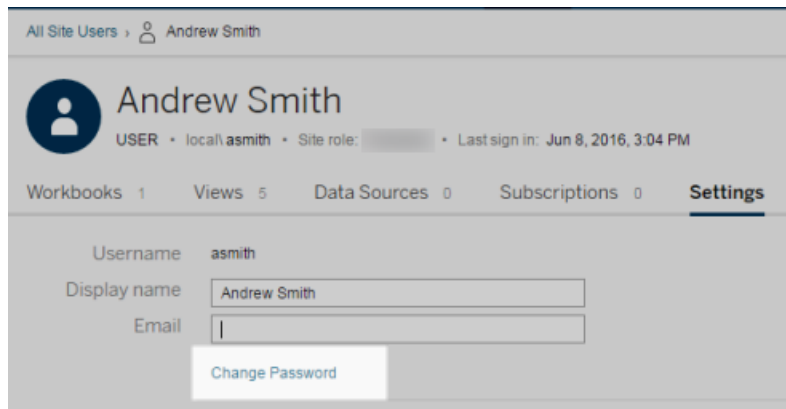 All Site Users › Andrew Smith
Andrew Smith
USER • local\ asmith • Site role: • Last sign in: Jun 8, 2016, 3:04 PM
Workbooks 1 Views 5 Data Sources 0 Subscriptions 0 Settings
Username asmith
Display name Andrew Smith
Email
Change Password